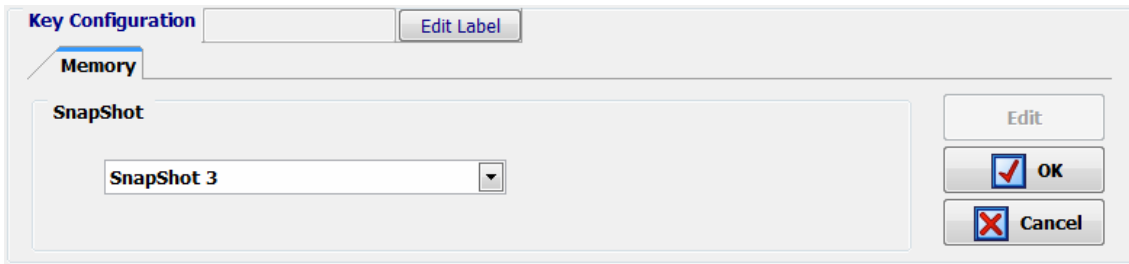 Key Configuration Edit Label
Memory
SnapShot
Edit
SnapShot 3
OK
Cancel